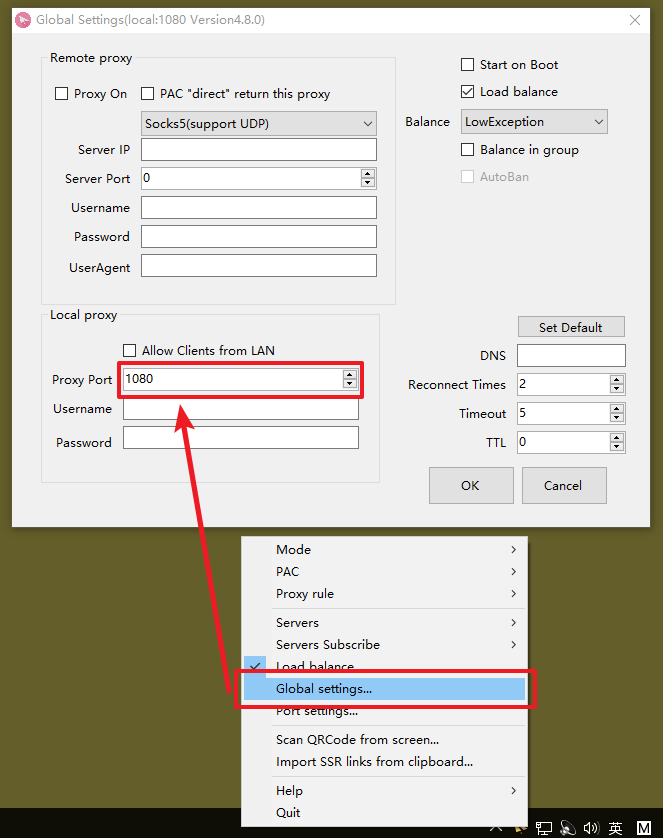 Global Settings(local:1080 Version4.8.0)
Remote proxy
Proxy On
PAC "direct" return this proxy
Socks5(support UDP)
Server IP
Server Port 0
Username
Password
UserAgent
Start on Boot
Load balance
Balance LowException
Balance in group
AutoBan
Local proxy
Allow Clients from LAN
Proxy Port 1080
Username
Password
Set Default
DNS
Reconnect Times 2
Timeout 5
TTL 0
OK Cancel
Mode
PAC
Proxy rule
Servers
Servers Subscribe
Load balance
Global settings...
Port settings...
Scan QRCode from screen...
Import SSR links from clipboard...
Help
Quit
英 M